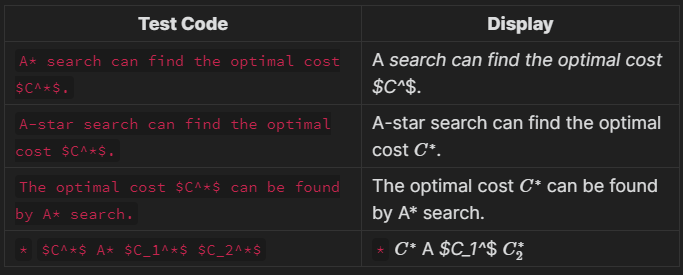 Test Code Display
A* search can find the optimal cost
$C^*$.
A search can find the optimal cost
$C^$.
A-star search can find the optimal
cost $C^*$.
A-star search can find the optimal
cost C*.
The optimal cost $C^*$ can be found
by A* search.
The optimal cost C* can be found
by A* search.
* $C^*$ A* $C_1^*$ $C_2^*$
* C* A $C_1^$ C₂*